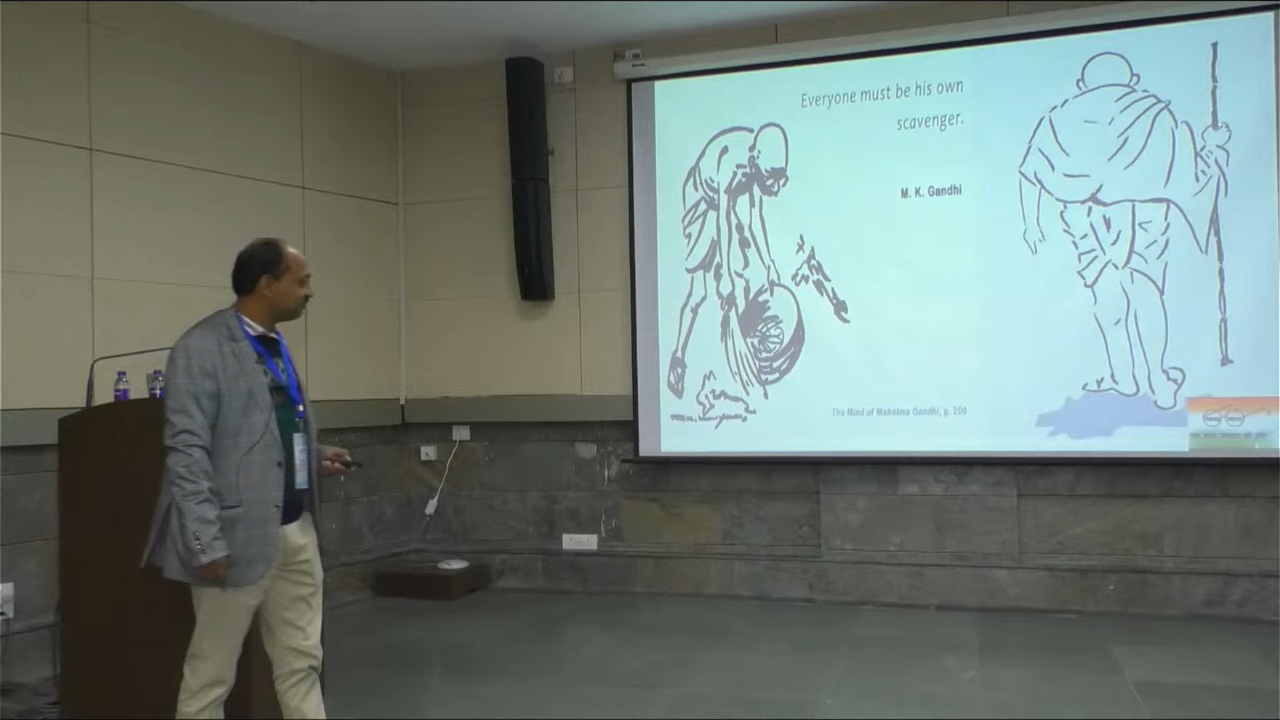 Everyone must be his own
scavenger.
M. K. Gandhi
The Mind of Mahatma Gandhi, p. 208